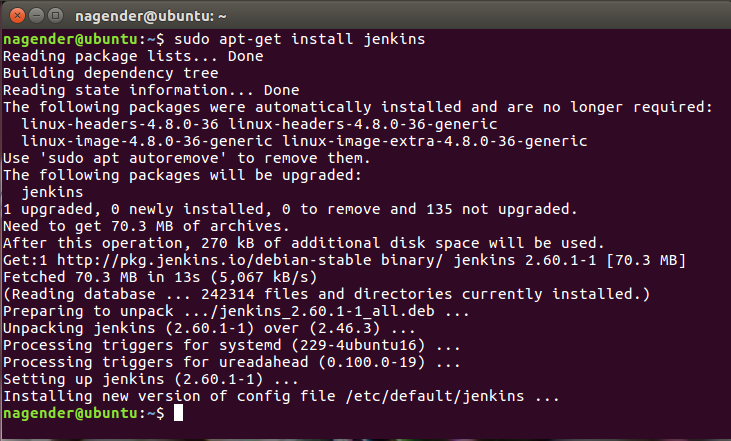 nagender@ubuntu: ~
nagender@ubuntu:~$ sudo apt-get install jenkins
Reading package lists... Done
Building dependency tree
Reading state information... Done
The following packages were automatically installed and are no longer required:
  linux-headers-4.8.0-36 linux-headers-4.8.0-36-generic
  linux-image-4.8.0-36-generic linux-image-extra-4.8.0-36-generic
Use 'sudo apt autoremove' to remove them.
The following packages will be upgraded:
  jenkins
1 upgraded, 0 newly installed, 0 to remove and 135 not upgraded.
Need to get 70.3 MB of archives.
After this operation, 270 kB of additional disk space will be used.
Get:1 http://pkg.jenkins.io/debian-stable binary/ jenkins 2.60.1-1 [70.3 MB]
Fetched 70.3 MB in 13s (5,067 kB/s)
(Reading database ... 242314 files and directories currently installed.)
Preparing to unpack .../jenkins_2.60.1-1_all.deb ...
Unpacking jenkins (2.60.1-1) over (2.46.3) ...
Processing triggers for systemd (229-4ubuntu16) ...
Processing triggers for ureadahead (0.100.0-19) ...
Setting up jenkins (2.60.1-1) ...
Installing new version of config file /etc/default/jenkins ...
nagender@ubuntu:~$